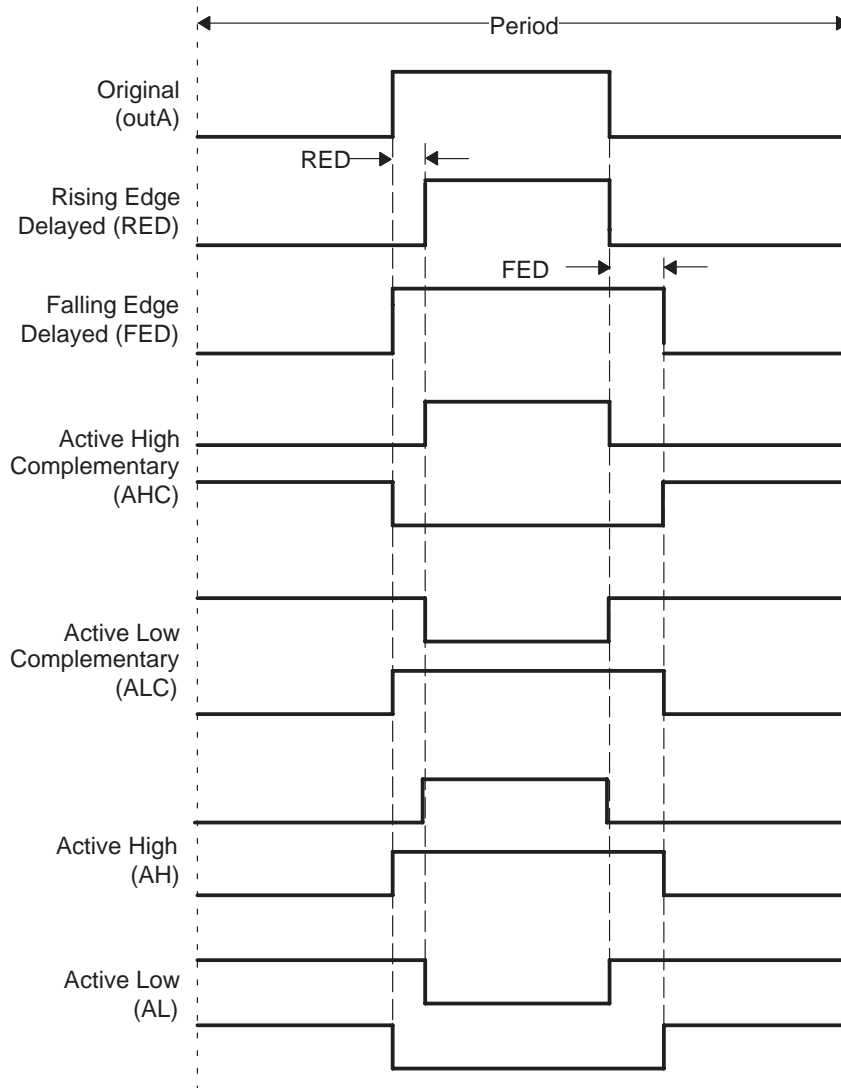 Period
Original
(outA)
RED
Rising Edge
Delayed (RED)
FED
Falling Edge
Delayed (FED)
Active High
Complementary
(AHC)
Active Low
Complementary
(ALC)
Active High
(AH)
Active Low
(AL)